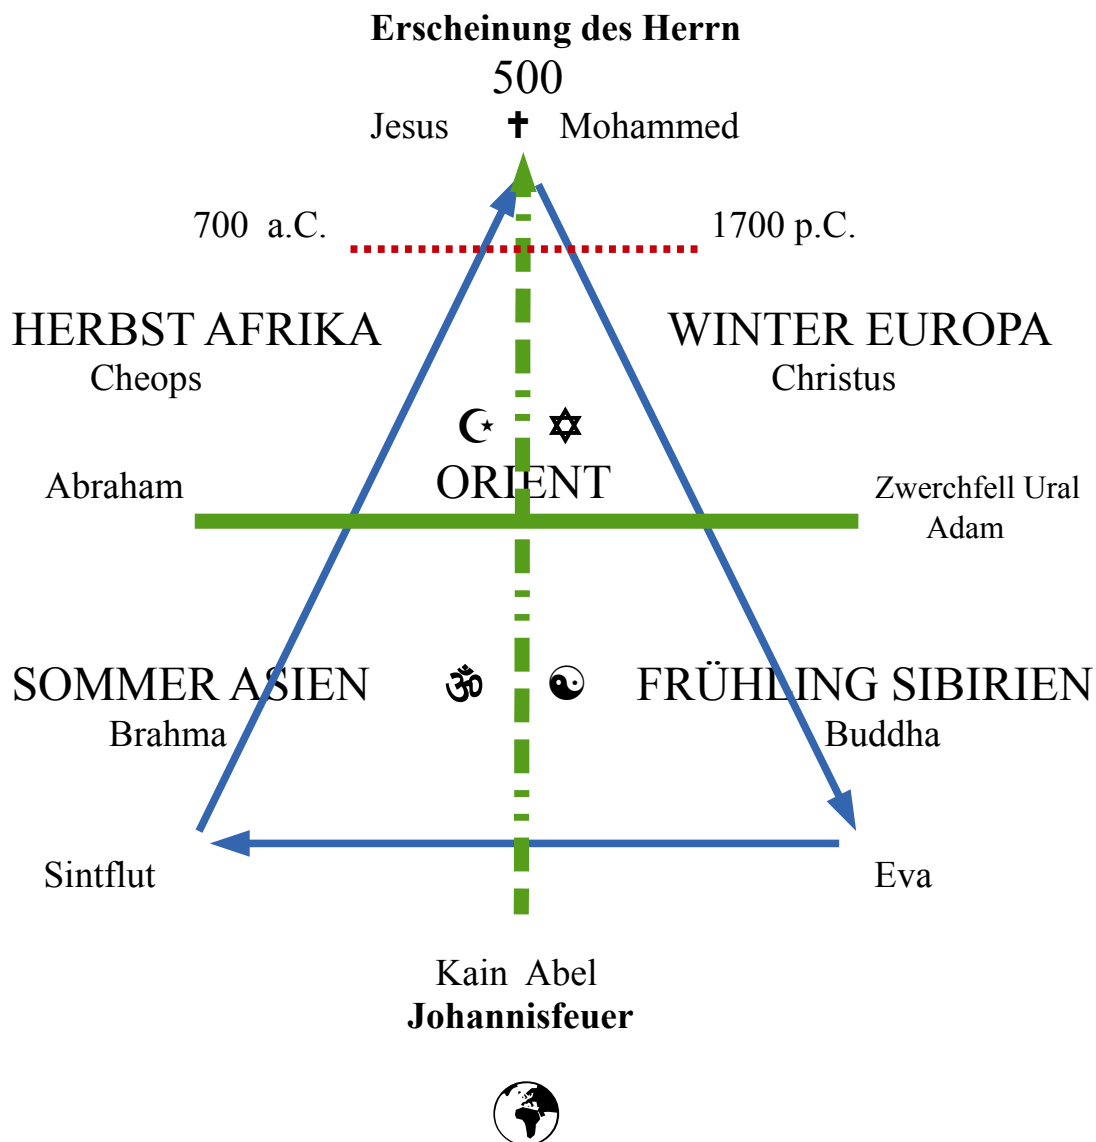 Erscheinung des Herrn
500
Jesus ✝ Mohammed
700 a.C.
1700 p.C.
HERBST AFRIKA
WINTER EUROPA
Cheops
Christus
☪ ✡
Abraham
ORIENT
Zwerchfell Ural
Adam
SOMMER ASIEN
ॐ ☯
FRÜHLING SIBIRIEN
Brahma
Buddha
Sintflut
Eva
Kain Abel
Johannisfeuer